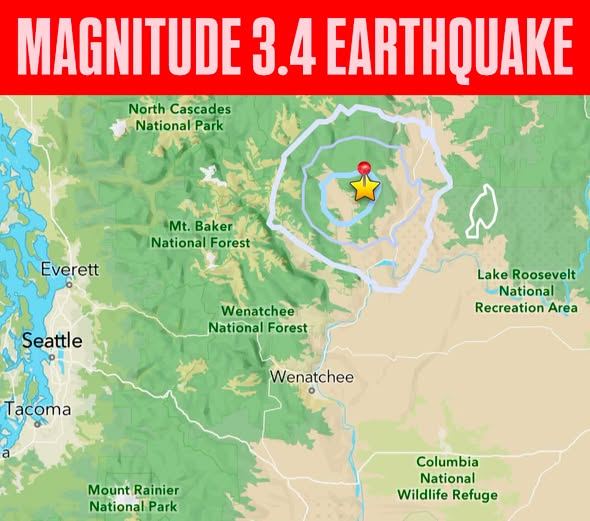 MAGNITUDE 3.4 EARTHQUAKE
North Cascades
National Park
Mt. Baker
National Forest
Everett
Lake Roosevelt
National
Recreation Area
Wenatchee
National Forest
Seattle
Wenatchee
Tacoma
a
Columbia
National
Wildlife Refuge
Mount Rainier
National Park